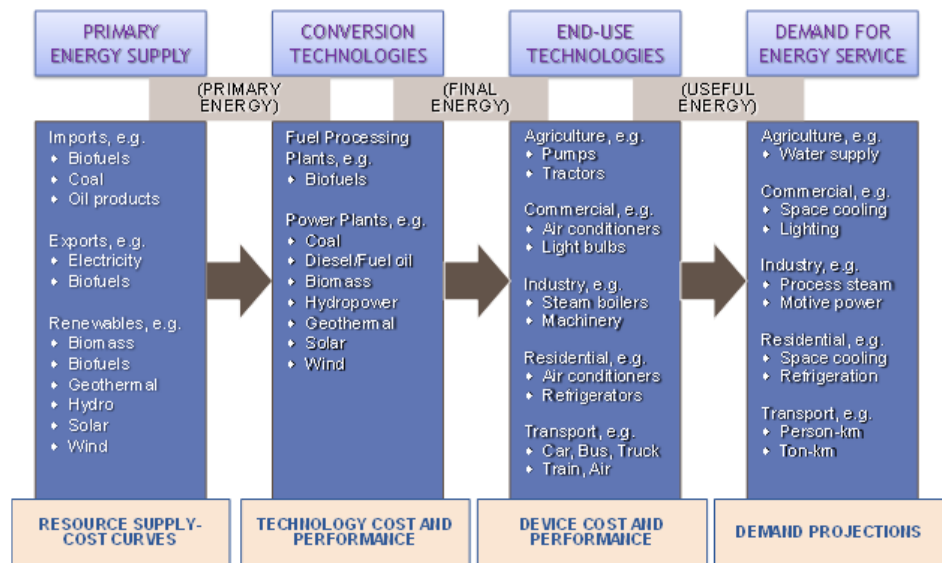 PRIMARY
ENERGY SUPPLY
CONVERSION
TECHNOLOGIES
END-USE
TECHNOLOGIES
DEMAND FOR
ENERGY SERVICE
(PRIMARY
ENERGY)
(FINAL
ENERGY)
(USEFUL
ENERGY)
Imports, e.g.
Biofuels
Coal
Oil products
Exports, e.g.
Electricity
Biofuels
Renewables, e.g.
Biomass
Biofuels
Geothermal
Hydro
Solar
Wind
RESOURCE SUPPLY-
COST CURVES
Fuel Processing
Plants, e.g.
Biofuels
Power Plants, e.g.
Coal
Diesel/Fuel oil
Biomass
Hydropower
Geothermal
Solar
Wind
TECHNOLOGY COST AND
PERFORMANCE
Agriculture, e.g.
Pumps
Tractors
Commercial, e.g.
Air conditioners
Light bulbs
Industry, e.g.
Steam boilers
Machinery
Residential, e.g.
Air conditioners
Refrigerators
Transport, e.g.
Car, Bus, Truck
Train, Air
DEVICE COST AND
PERFORMANCE
Agriculture, e.g.
Water supply
Commercial, e.g.
Space cooling
Lighting
Industry, e.g.
Process steam
Motive power
Residential, e.g.
Space cooling
Refrigeration
Transport, e.g.
Person-km
Ton-km
DEMAND PROJECTIONS